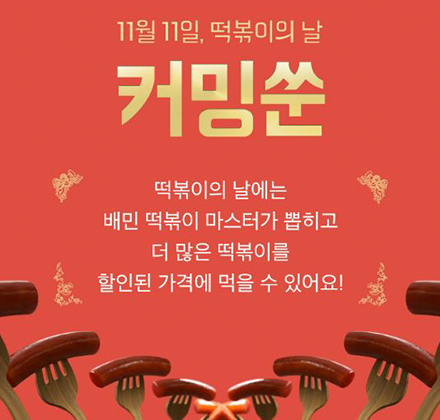 11월 11일, 떡볶이의 날
커밍쑨
떡볶이의 날에는
배민 떡볶이 마스터가 뽑히고
더 많은 떡볶이를
할인된 가격에 먹을 수 있어요!